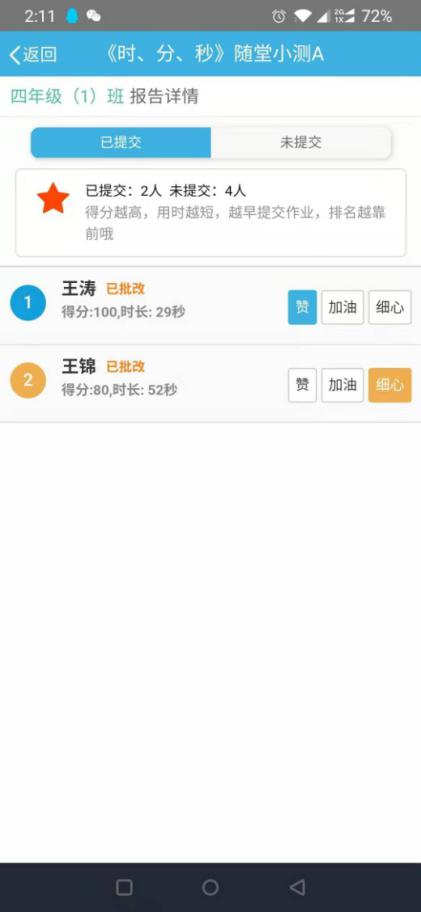 2:11 2G 1X 72%
返回 《时、分、秒》随堂小测A
四年级（1）班 报告详情
已提交 未提交
已提交：2人 未提交：4人
得分越高，用时越短，越早提交作业，排名越靠
前哦
1 王涛 已批改
得分:100,时长: 29秒
赞 加油 细心
2 王锦 已批改
得分:80,时长: 52秒
赞 加油 细心